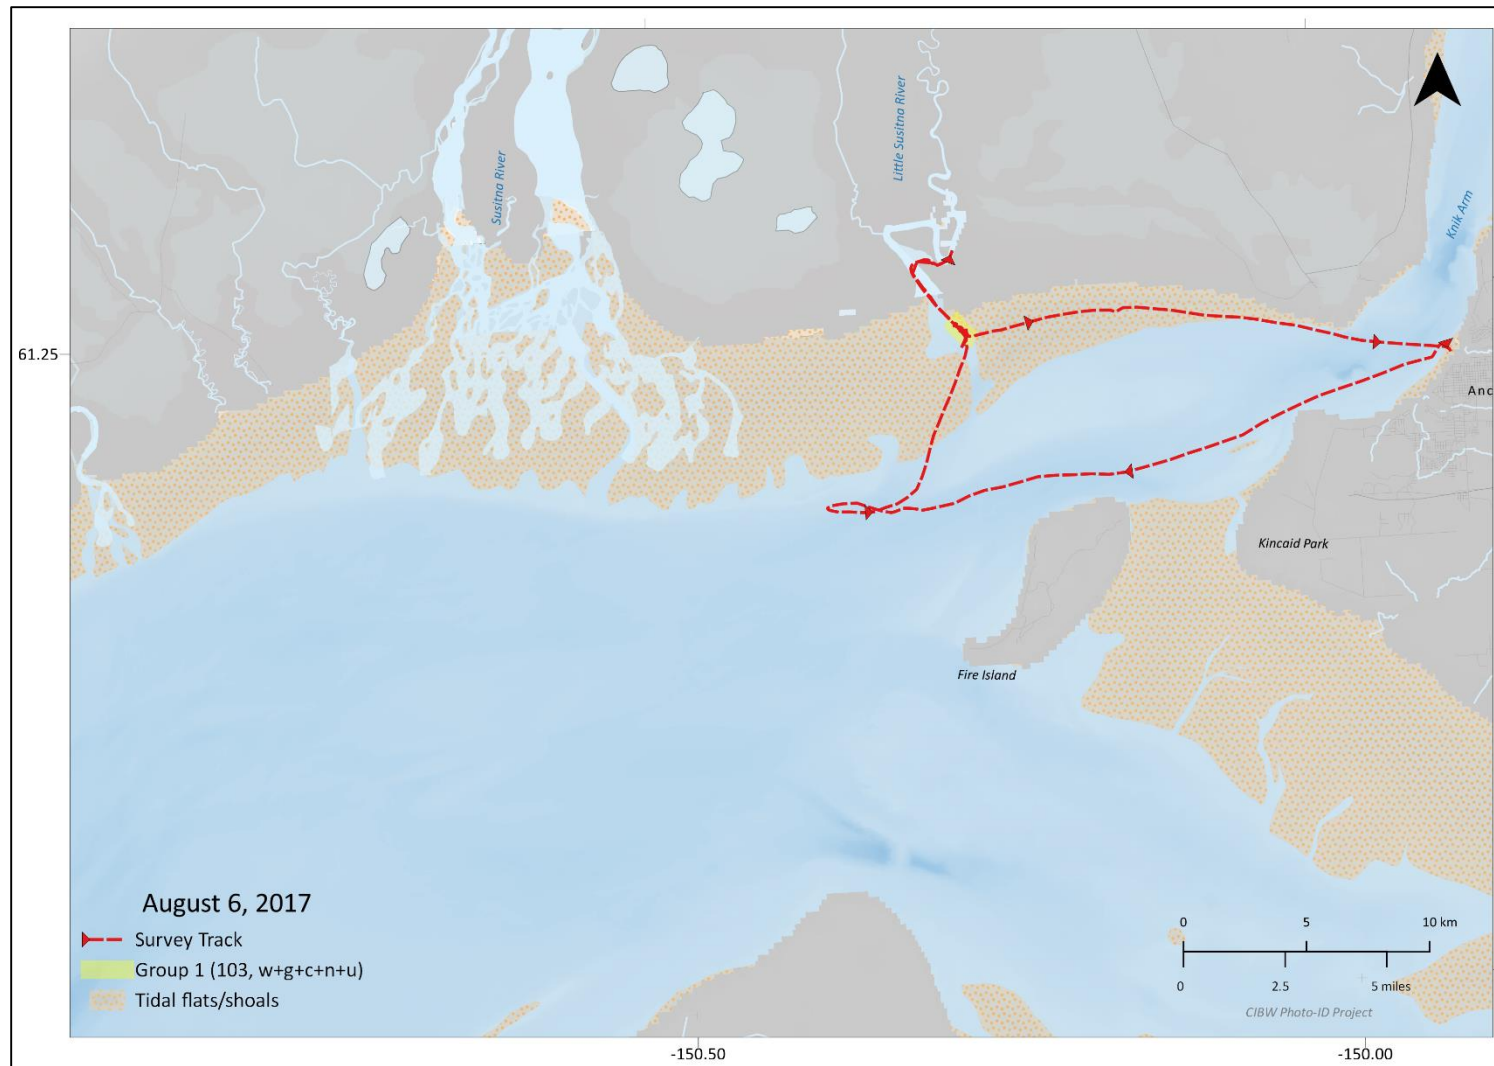 Little Susitna River
Susitna River
Knik Arm
61.25
Anc
Kincaid Park
Fire Island
August 6, 2017
Survey Track
Group 1 (103, w+g+c+n+u)
Tidal flats/shoals
0 5 10 km
0 2.5 5 miles
CIBW Photo-ID Project
-150.50
-150.00